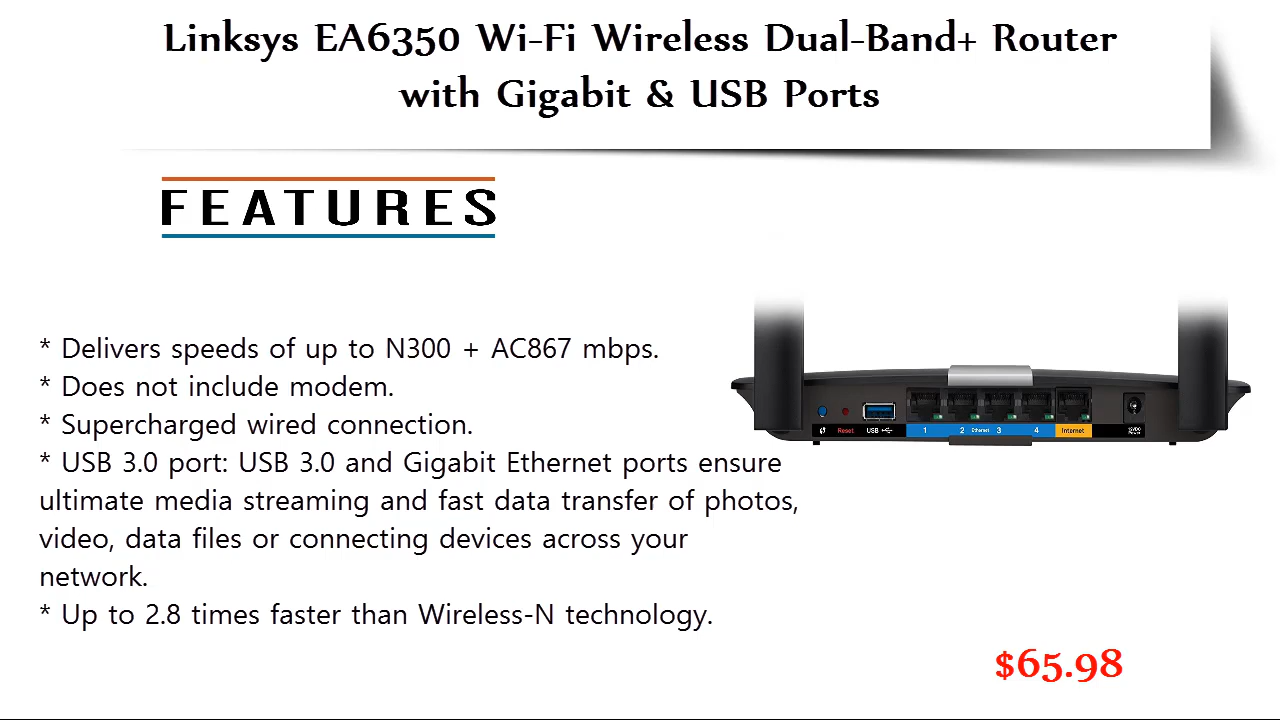 Linksys EA6350 Wi-Fi Wireless Dual-Band+ Router
with Gigabit & USB Ports
FEATURES
* Delivers speeds of up to N300 + AC867 mbps.
* Does not include modem.
* Supercharged wired connection.
* USB 3.0 port: USB 3.0 and Gigabit Ethernet ports ensure
ultimate media streaming and fast data transfer of photos,
video, data files or connecting devices across your
network.
* Up to 2.8 times faster than Wireless-N technology.
Reset USB 1 2 Ethernet 3 4 Internet 12VDC
Power
$65.98